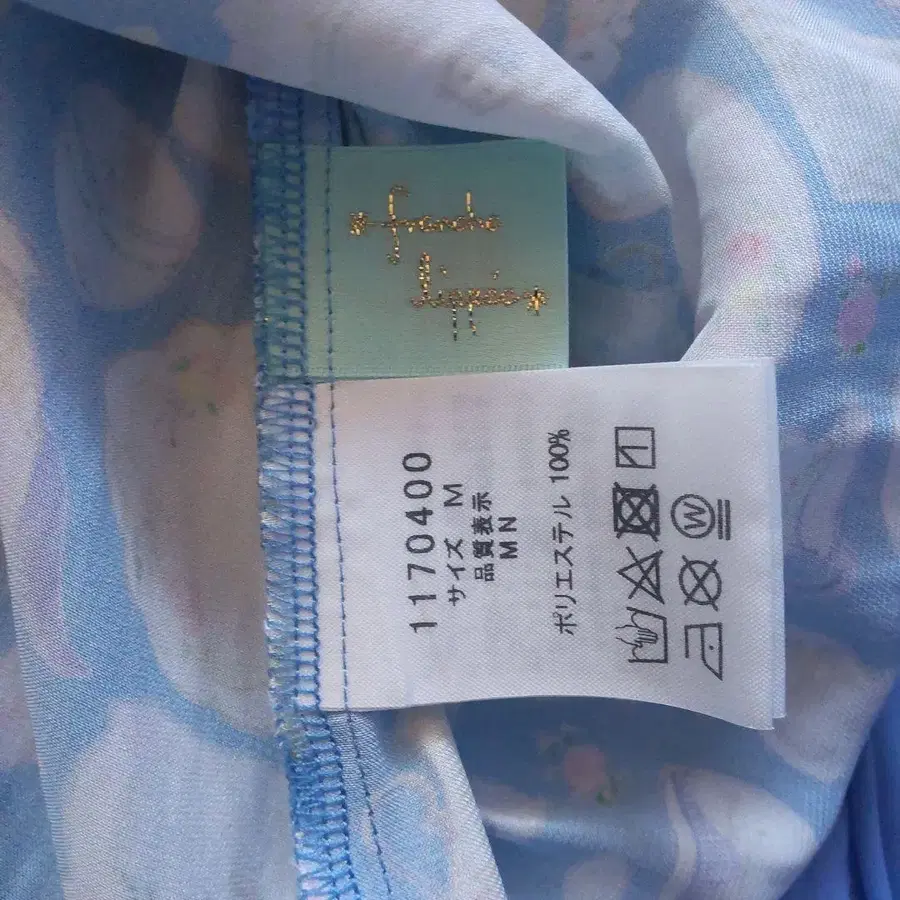 franche
lippée
1170400
サイズ M
品質表示
MN
ポリエステル 100%
W